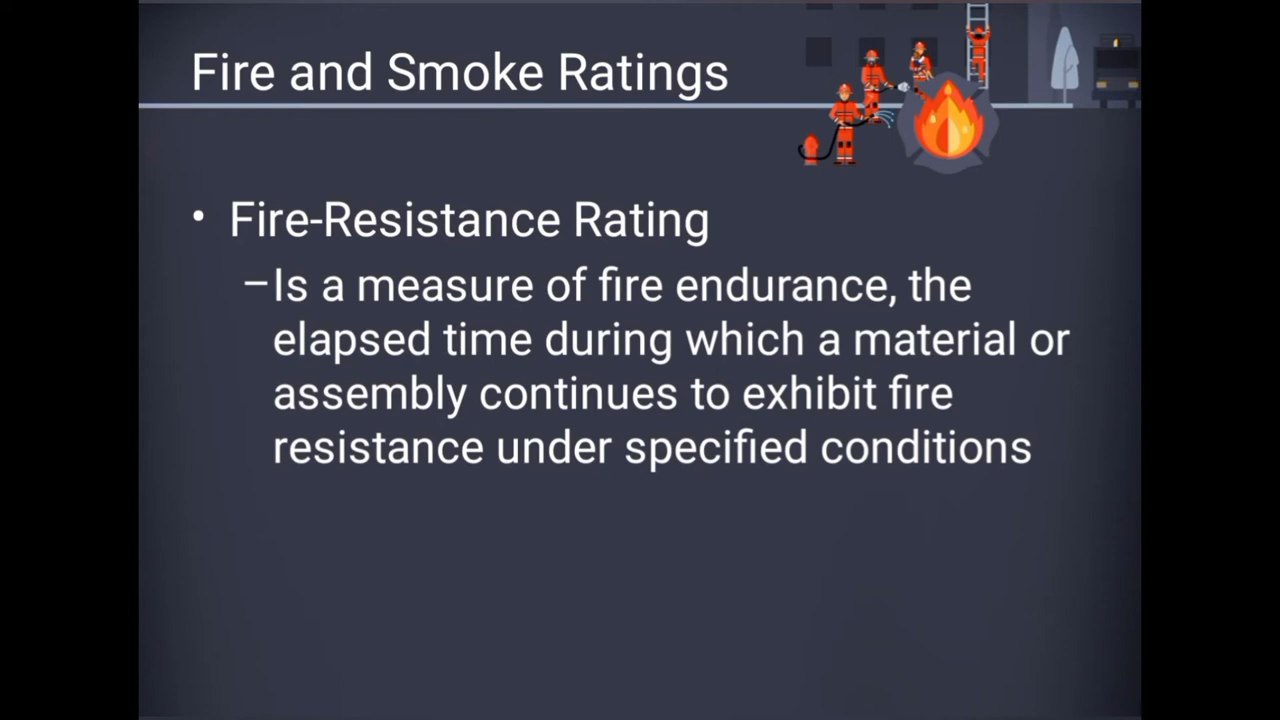 Fire and Smoke Ratings
• Fire-Resistance Rating
–Is a measure of fire endurance, the
elapsed time during which a material or
assembly continues to exhibit fire
resistance under specified conditions